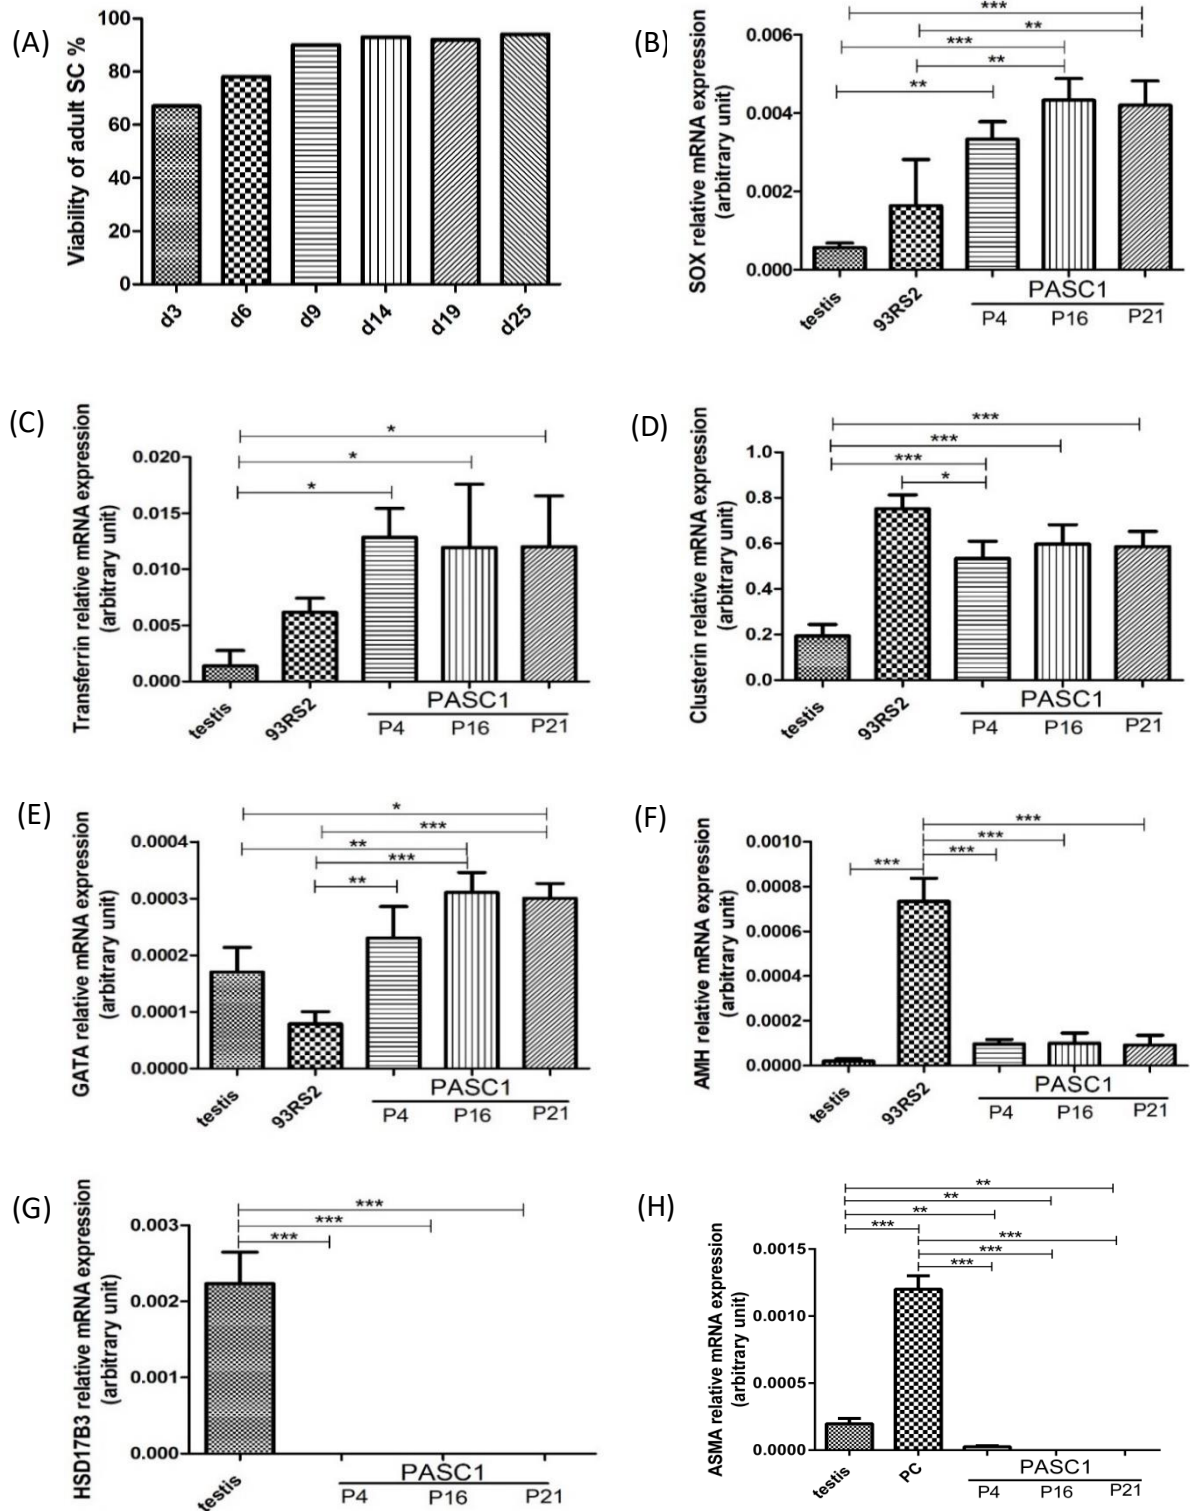 (A)
Viability of adult SC %
100
80
60
40
20
0
d3 d6 d9 d14 d19 d25
(B)
SOX relative mRNA expression
(arbitrary unit)
***
**
***
**
**
0.006
0.004
0.002
0.000
testis 93RS2 PASC1
P4 P16 P21
(C)
Transferrin relative mRNA expression
(arbitrary unit)
*
*
*
0.020
0.015
0.010
0.005
0.000
testis 93RS2 PASC1
P4 P16 P21
(D)
Clusterin relative mRNA expression
(arbitrary unit)
***
***
***
*
1.0
0.8
0.6
0.4
0.2
0.0
testis 93RS2 PASC1
P4 P16 P21
(E)
GATA relative mRNA expression
(arbitrary unit)
*
***
**
***
**
0.0004
0.0003
0.0002
0.0001
0.0000
testis 93RS2 PASC1
P4 P16 P21
(F)
AMH relative mRNA expression
(arbitrary unit)
***
***
***
***
0.0010
0.0008
0.0006
0.0004
0.0002
0.0000
testis 93RS2 PASC1
P4 P16 P21
(G)
HSD17B3 relative mRNA expression
(arbitrary unit)
***
***
***
0.003
0.002
0.001
0.000
testis PASC1
P4 P16 P21
(H)
ASMA relative mRNA expression
(arbitrary unit)
**
**
**
***
***
***
***
0.0015
0.0010
0.0005
0.0000
testis PC PASC1
P4 P16 P21